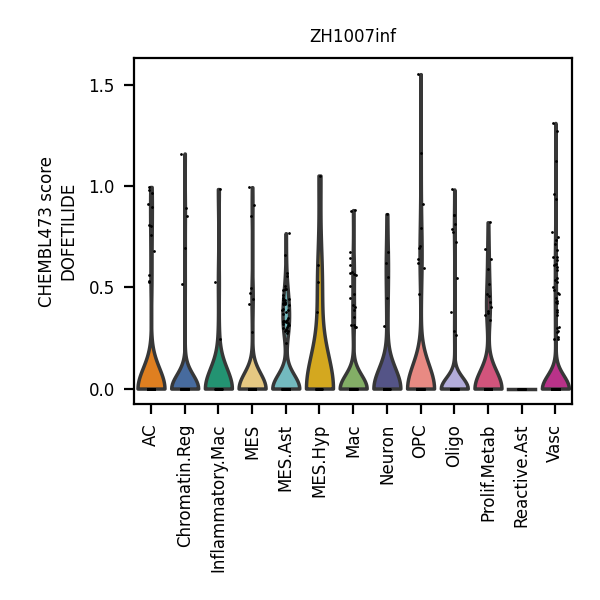 ZH1007inf
CHEMBL473 score
DOFETILIDE
1.5
1.0
0.5
0.0
AC
Chromatin.Reg
Inflammatory.Mac
MES
MES.Ast
MES.Hyp
Mac
Neuron
OPC
Oligo
Prolif.Metab
Reactive.Ast
Vasc